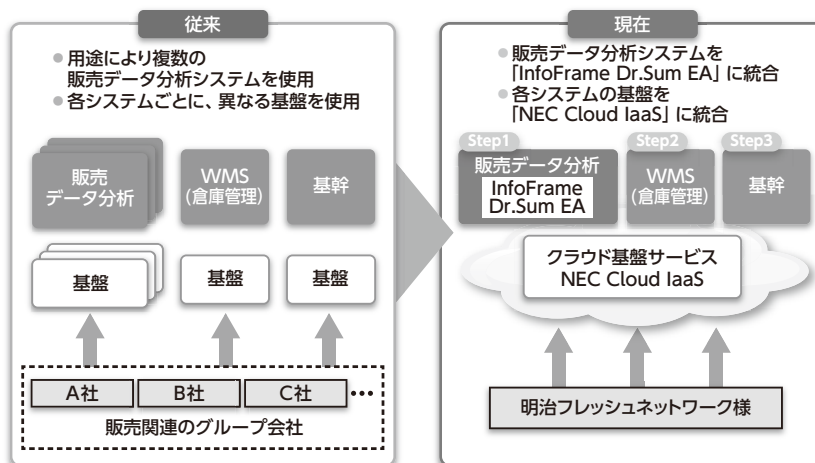 従来
●用途により複数の
販売データ分析システムを使用
●各システムごとに、異なる基盤を使用
販売
データ分析
WMS
(倉庫管理)
基幹
基盤
基盤
基盤
A社
B社
C社
•••
販売関連のグループ会社
現在
●販売データ分析システムを
「InfoFrame Dr.Sum EA」に統合
●各システムの基盤を
「NEC Cloud IaaS」に統合
Step1
販売データ分析
InfoFrame
Dr.Sum EA
Step2
WMS
(倉庫管理)
Step3
基幹
クラウド基盤サービス
NEC Cloud IaaS
明治フレッシュネットワーク様